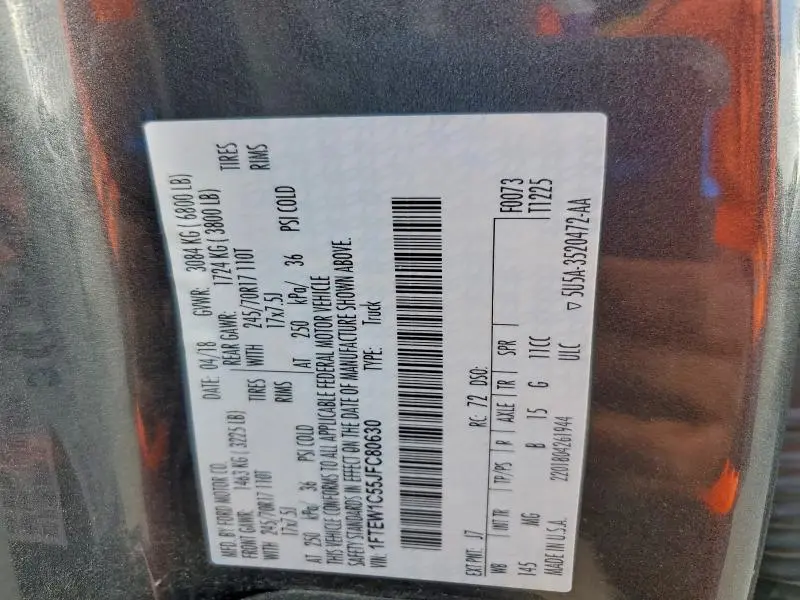 MFD. BY FORD MOTOR CO.
DATE: 04/18 GVWR: 3084 KG ( 6800 LB)
FRONT GAWR: 1463 KG ( 3225 LB) REAR GAWR: 1724 KG ( 3800 LB)
WITH 245/70R17 110T TIRES WITH 245/70R17 110T TIRES
17x7.5J RIMS 17x7.5J RIMS
AT 250 kPa/ 36 PSI COLD AT 250 kPa/ 36 PSI COLD
THIS VEHICLE CONFORMS TO ALL APPLICABLE FEDERAL MOTOR VEHICLE
SAFETY STANDARDS IN EFFECT ON THE DATE OF MANUFACTURE SHOWN ABOVE.
VIN: 1FTEW1C55JFC80630 TYPE: Truck
EXT PNT: J7 RC: 72 DSO: F0073
WB INT TR TP/PS R AXLE TR SPR T1225
145 MG B 15 G 11CC
MADE IN U.S.A. 2201804261944 ULC ▽ 5U5A-3520472-AA